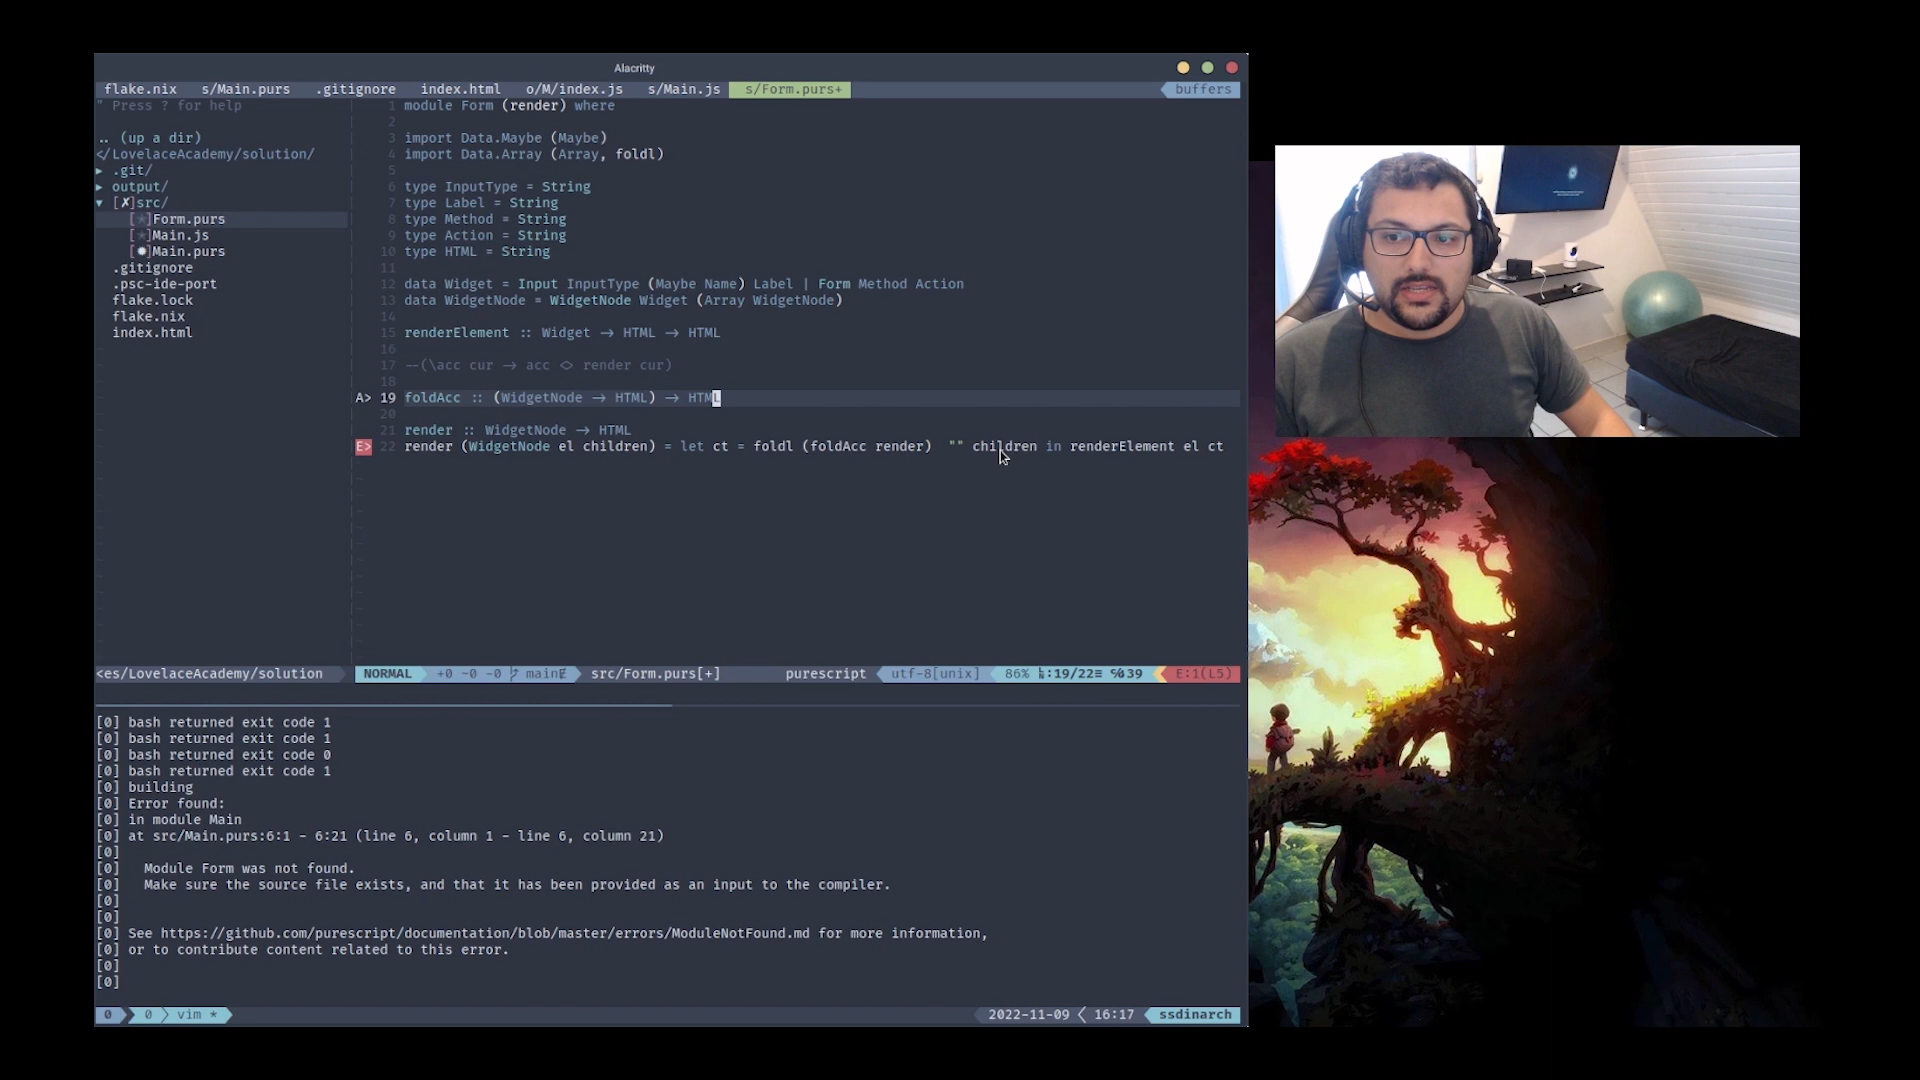 Alacritty
flake.nix s/Main.purs .gitignore index.html o/M/index.js s/Main.js s/Form.purs+ buffers
" Press ? for help
.. (up a dir)
</LovelaceAcademy/solution/
▸ .git/
▸ output/
▾ [✗]src/
[★]Form.purs
[★]Main.js
[✹]Main.purs
.gitignore
.psc-ide-port
flake.lock
flake.nix
index.html
1 module Form (render) where
2
3 import Data.Maybe (Maybe)
4 import Data.Array (Array, foldl)
5
6 type InputType = String
7 type Label = String
8 type Method = String
9 type Action = String
10 type HTML = String
11
12 data Widget = Input InputType (Maybe Name) Label | Form Method Action
13 data WidgetNode = WidgetNode Widget (Array WidgetNode)
14
15 renderElement :: Widget → HTML → HTML
16
17 --(\acc cur → acc <> render cur)
18
A> 19 foldAcc :: (WidgetNode → HTML) → HTML
20
21 render :: WidgetNode → HTML
E> 22 render (WidgetNode el children) = let ct = foldl (foldAcc render)  "" children in renderElement el ct
<es/LovelaceAcademy/solution NORMAL +0 ~0 -0 main src/Form.purs[+] purescript utf-8[unix] 86% :19/22≡ 39 E:1(L5)
[0] bash returned exit code 1
[0] bash returned exit code 1
[0] bash returned exit code 0
[0] bash returned exit code 1
[0] building
[0] Error found:
[0] in module Main
[0] at src/Main.purs:6:1 - 6:21 (line 6, column 1 - line 6, column 21)
[0]
[0] Module Form was not found.
[0] Make sure the source file exists, and that it has been provided as an input to the compiler.
[0]
[0]
[0] See https://github.com/purescript/documentation/blob/master/errors/ModuleNotFound.md for more information,
[0] or to contribute content related to this error.
[0]
[0]
0 0 vim * 2022-11-09 16:17 ssdinarch